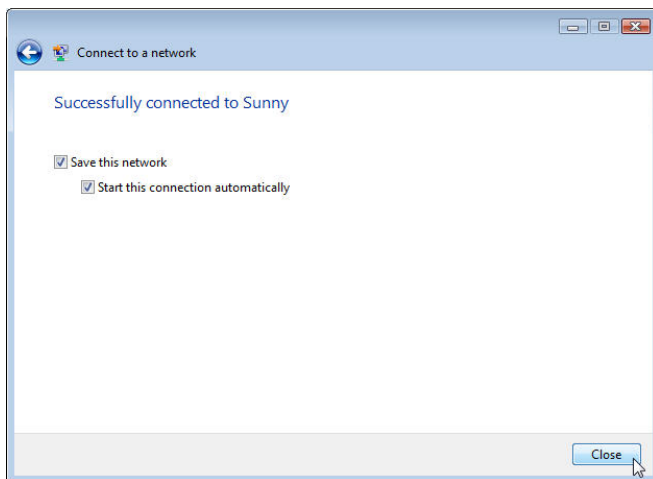 Connect to a network
Successfully connected to Sunny
Save this network
Start this connection automatically
Close